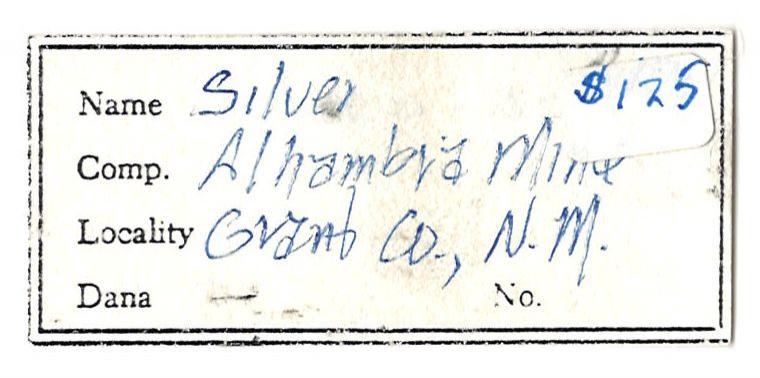 Name Silver $125
Comp. Alhambra Mine
Locality Grant Co., N.M.
Dana — No.